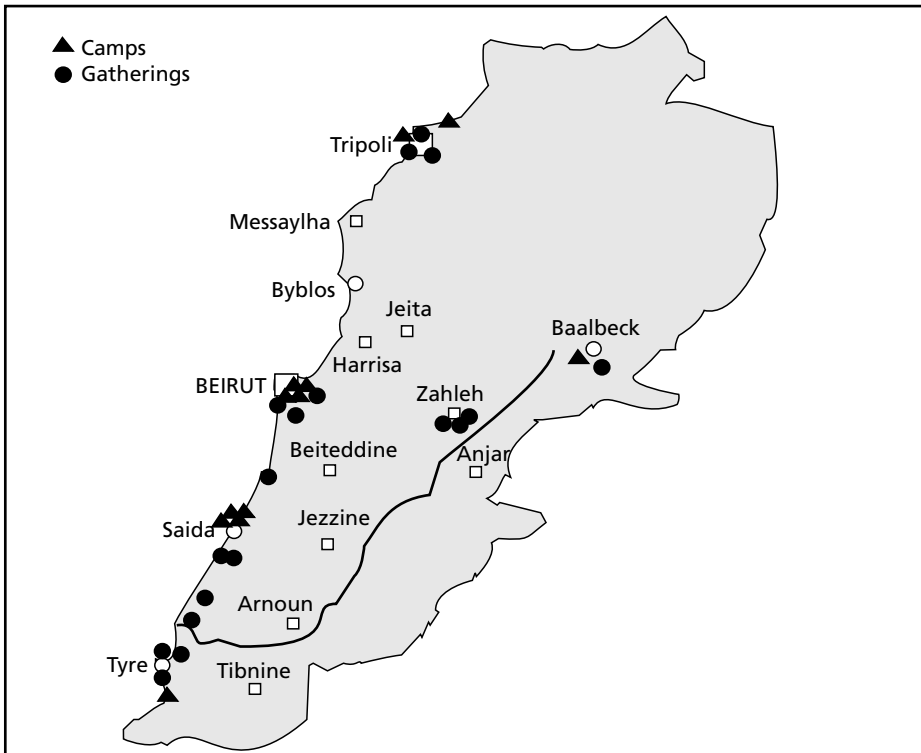 Camps
Gatherings
Tripoli
Messaylha
Byblos
Jeita
Baalbeck
Harrisa
BEIRUT
Zahleh
Beiteddine
Anjar
Jezzine
Saida
Arnoun
Tyre
Tibnine